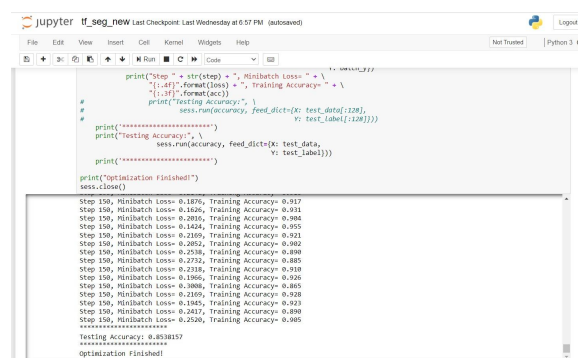 jupyter tf_seg_new Last Checkpoint: Last Wednesday at 6:57 PM (autosaved)
Logout
File Edit View Insert Cell Kernel Widgets Help
Not Trusted
Python 3
Run
Code
Y: batch_y})
print("Step " + str(step) + ", Minibatch Loss= " + \
"{:.4f}".format(loss) + ", Training Accuracy= " + \
"{:.3f}".format(acc))
# print("Testing Accuracy:", \
# sess.run(accuracy, feed_dict={X: test_data[:128],
# Y: test_label[:128]}))
print('**********************')
print("Testing Accuracy:", \
sess.run(accuracy, feed_dict={X: test_data,
Y: test_label}))
print('**********************')
print("Optimization Finished!")
sess.close()
Step 150, Minibatch Loss= 0.1876, Training Accuracy= 0.917
Step 150, Minibatch Loss= 0.1626, Training Accuracy= 0.931
Step 150, Minibatch Loss= 0.2016, Training Accuracy= 0.904
Step 150, Minibatch Loss= 0.1424, Training Accuracy= 0.955
Step 150, Minibatch Loss= 0.2169, Training Accuracy= 0.921
Step 150, Minibatch Loss= 0.2052, Training Accuracy= 0.902
Step 150, Minibatch Loss= 0.2538, Training Accuracy= 0.890
Step 150, Minibatch Loss= 0.2732, Training Accuracy= 0.885
Step 150, Minibatch Loss= 0.2318, Training Accuracy= 0.910
Step 150, Minibatch Loss= 0.1966, Training Accuracy= 0.926
Step 150, Minibatch Loss= 0.3008, Training Accuracy= 0.865
Step 150, Minibatch Loss= 0.2169, Training Accuracy= 0.928
Step 150, Minibatch Loss= 0.1945, Training Accuracy= 0.923
Step 150, Minibatch Loss= 0.2417, Training Accuracy= 0.890
Step 150, Minibatch Loss= 0.2520, Training Accuracy= 0.905
**********************
Testing Accuracy: 0.8538157
**********************
Optimization Finished!